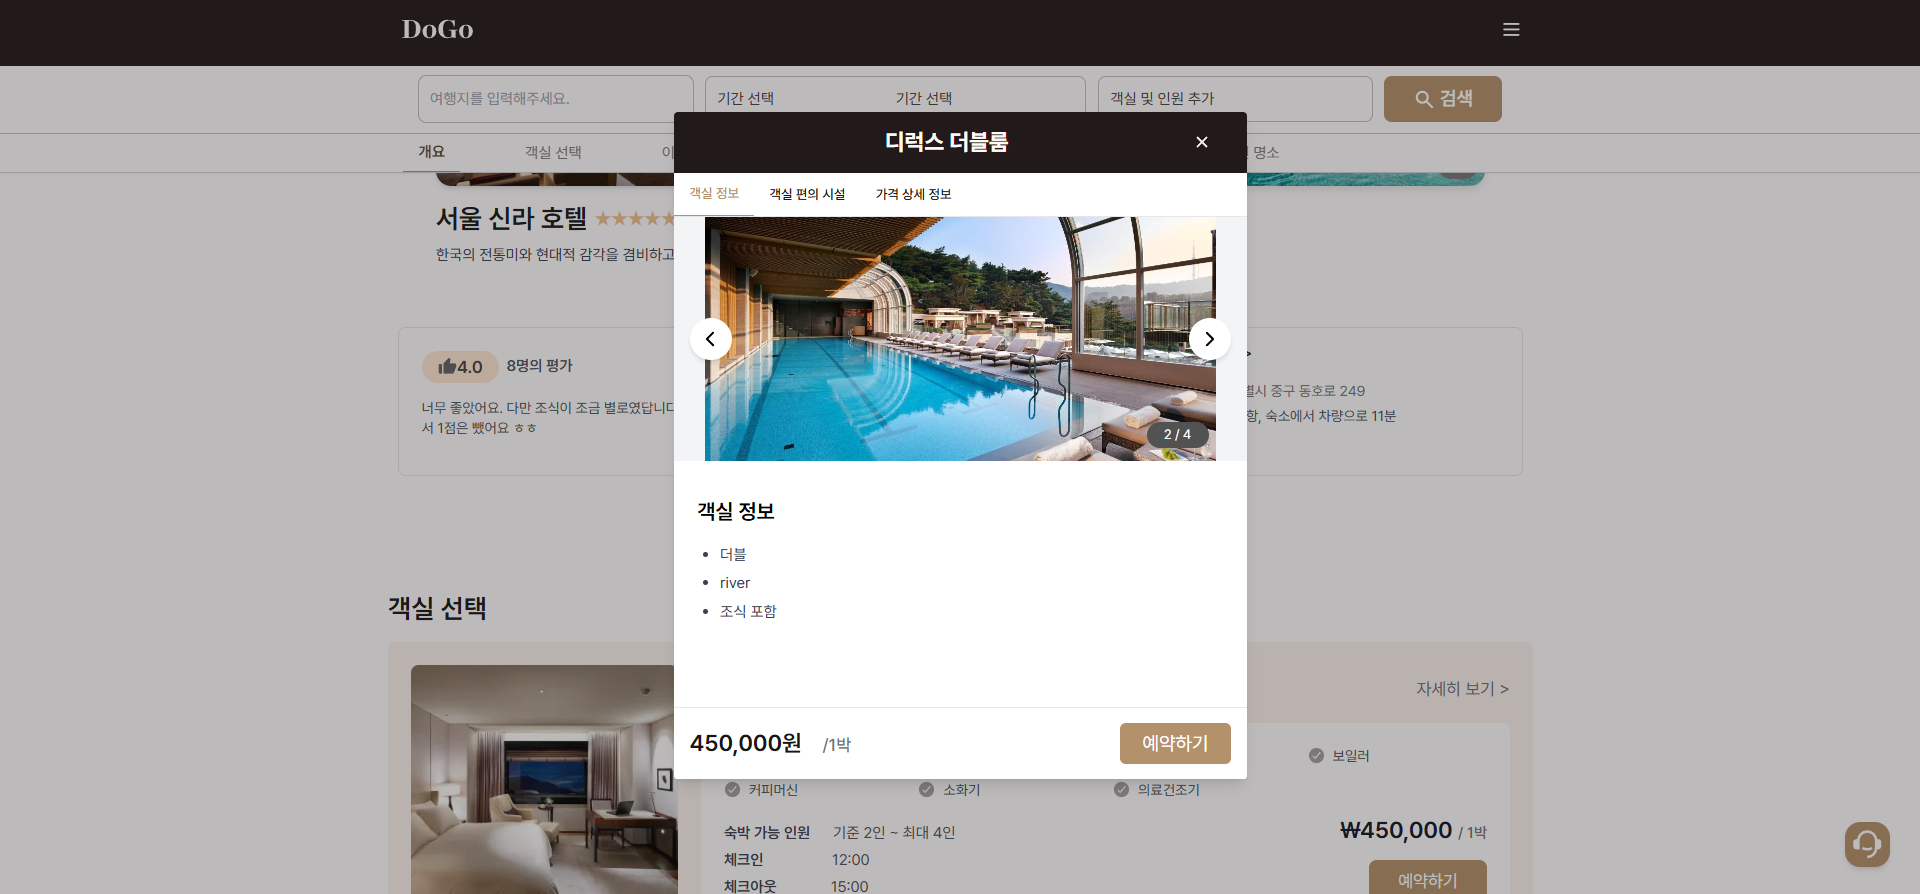 DoGo
여행지를 입력해주세요.
기간 선택
기간 선택
객실 및 인원 추가
검색
개요
객실 선택
명소
디럭스 더블룸
객실 정보
객실 편의 시설
가격 상세 정보
2 / 4
서울 신라 호텔
한국의 전통미와 현대적 감각을 겸비하고
4.0
8명의 평가
너무 좋았어요. 다만 조식이 조금 별로였답니다
서 1점은 뺐어요 ㅎㅎ
>
별시 중구 동호로 249
항, 숙소에서 차량으로 11분
객실 정보
더블
river
조식 포함
450,000원
/1박
예약하기
객실 선택
자세히 보기 >
보일러
커피머신
소화기
의료건조기
숙박 가능 인원
기준 2인 ~ 최대 4인
체크인
12:00
체크아웃
15:00
₩450,000 / 1박
예약하기